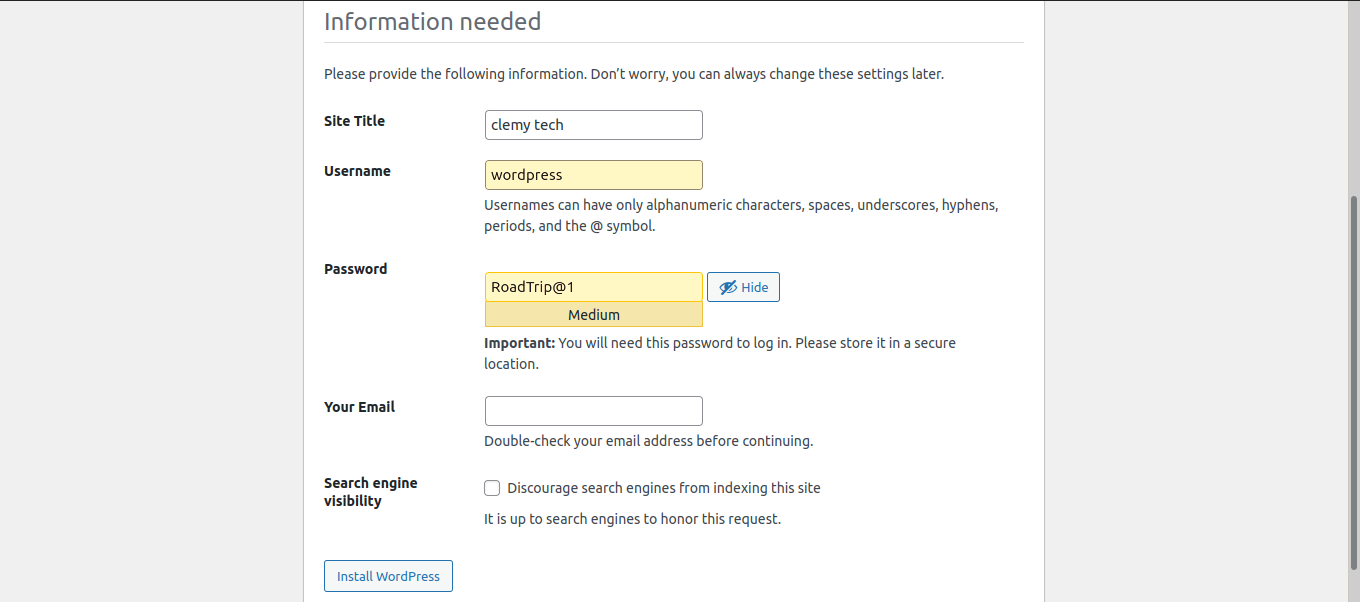 Information needed
Please provide the following information. Don’t worry, you can always change these settings later.
Site Title
clemy tech
Username
wordpress
Usernames can have only alphanumeric characters, spaces, underscores, hyphens,
periods, and the @ symbol.
Password
RoadTrip@1
Hide
Medium
Important: You will need this password to log in. Please store it in a secure
location.
Your Email
Double-check your email address before continuing.
Search engine
visibility
Discourage search engines from indexing this site
It is up to search engines to honor this request.
Install WordPress